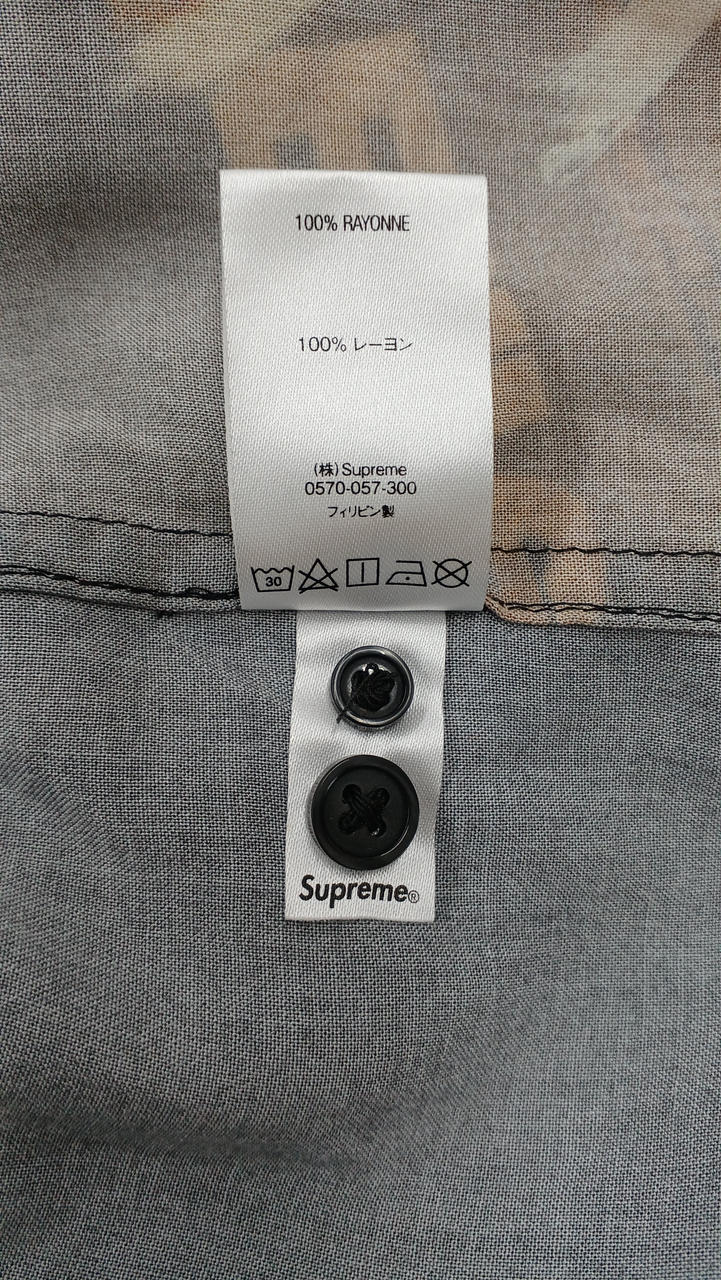 100% RAYONNE
100% レーヨン
(株)Supreme
0570-057-300
フィリピン製
30
Supreme®